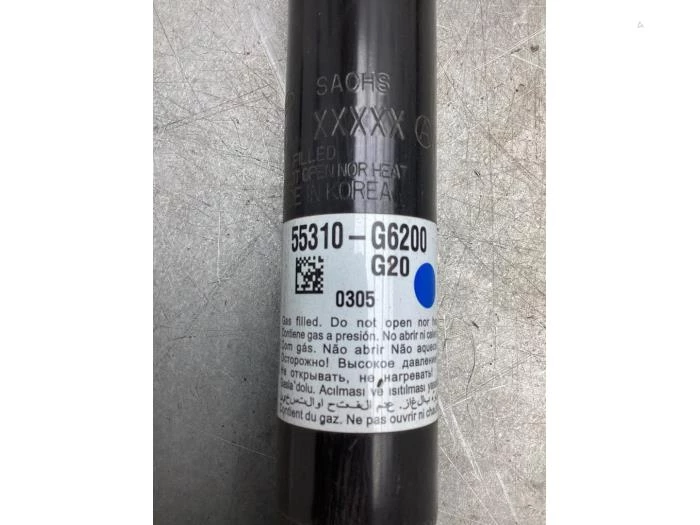 SACHS
XXXXX A
FILLED
OPEN NOR HEAT
IN KOREA
55310-G6200
G20
0305
Gas filled. Do not open nor
Contiene gas a presión. No abrir ni
Com gás. Não abrir Não
Осторожно! Высокое давление
Не открывать, не нагревать!
dolu. Açılması ve ısıtılması
Contient du gaz. Ne pas ouvrir ni